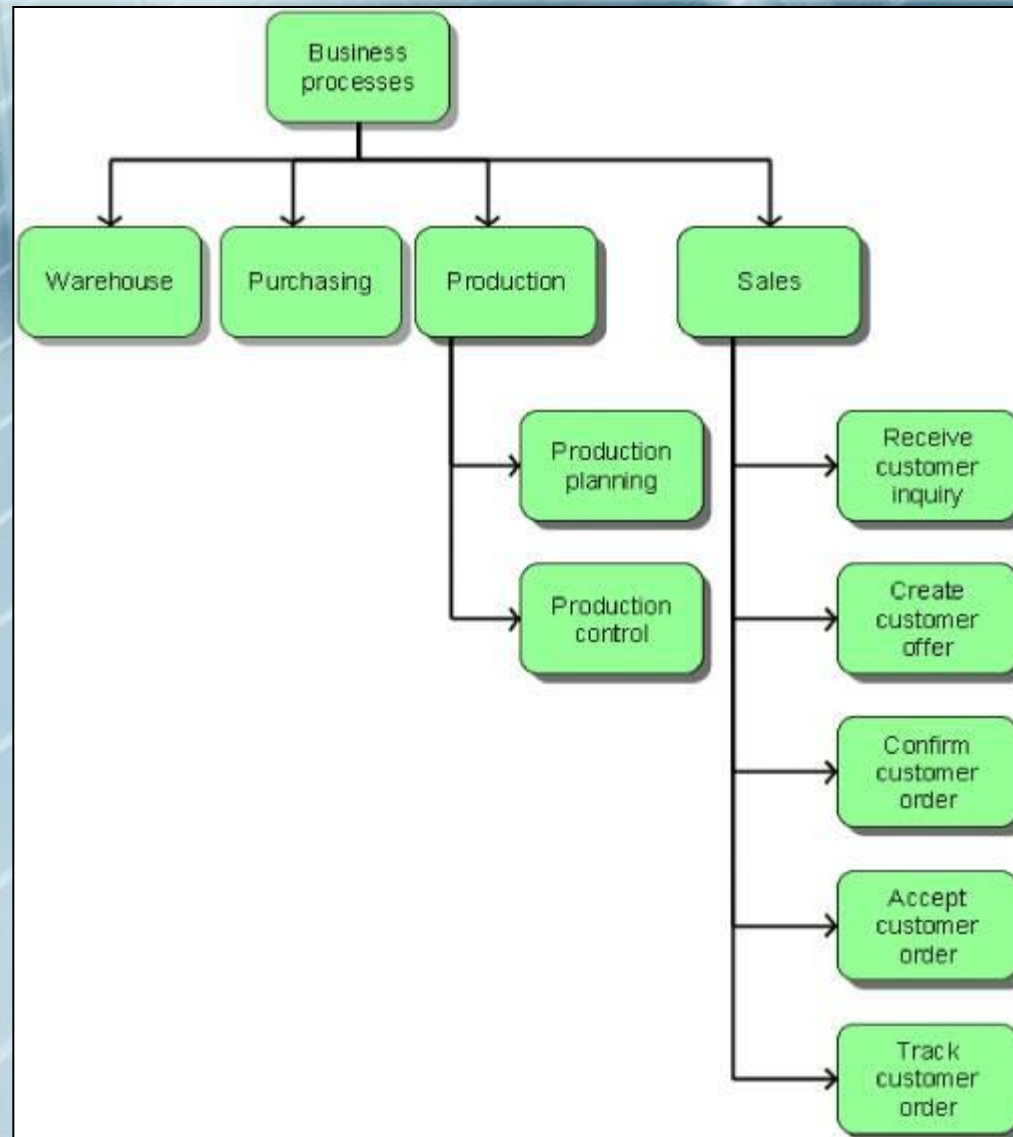 Business
processes
Warehouse
Purchasing
Production
Sales
Production
planning
Production
control
Receive
customer
inquiry
Create
customer
offer
Confirm
customer
order
Accept
customer
order
Track
customer
order